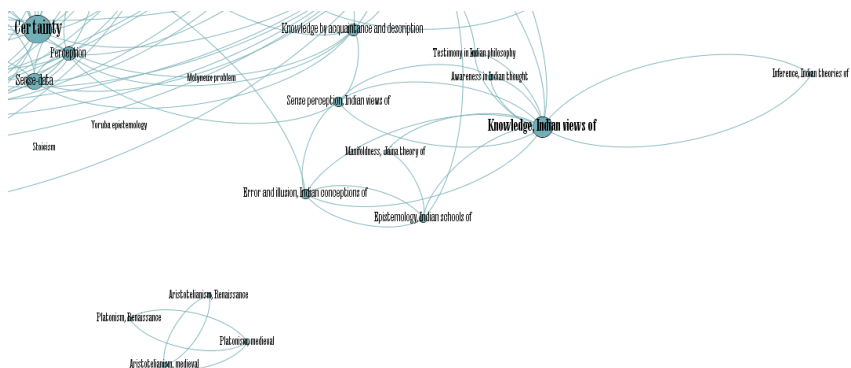 Certainty
Knowledge by acquaintance and description
Perception
Testimony in Indian philosophy
Sense-data
Molyneux problem
Awareness in Indian thought
Inference, Indian theories of
Sense perception, Indian views of
Yoruba epistemology
Knowledge, Indian views of
Stoicism
Manifoldness, Jaina theory of
Error and illusion, Indian conceptions of
Epistemology, Indian schools of
Aristotelianism, Renaissance
Platonism, Renaissance
Platonism, medieval
Aristotelianism, medieval